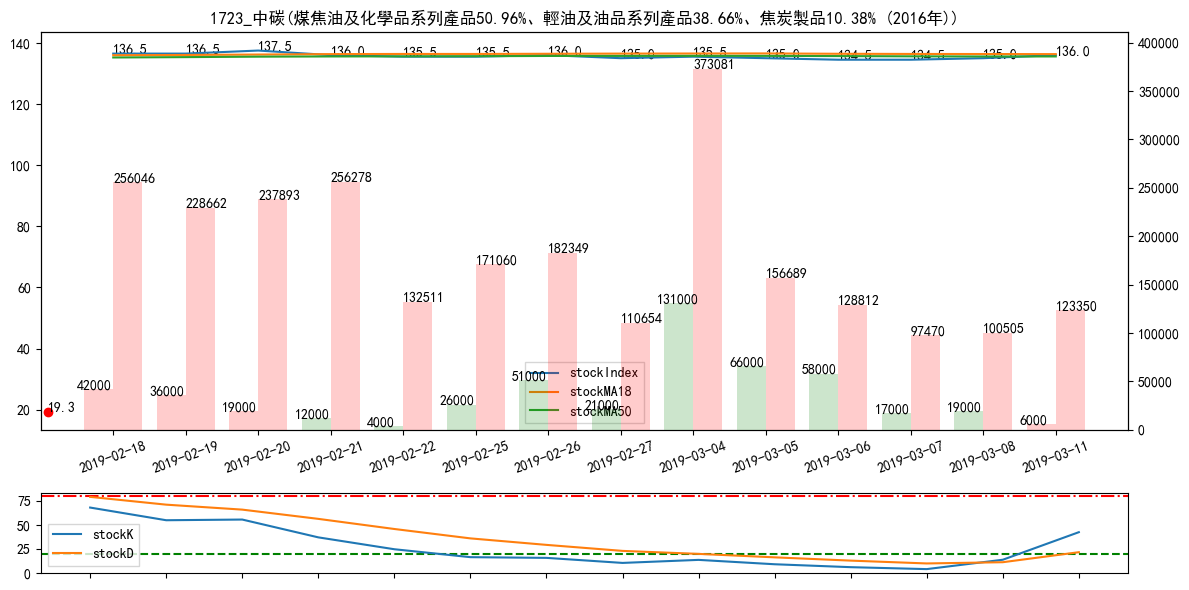 1723_中碳(煤焦油及化學品系列產品50.96%、輕油及油品系列產品38.66%、焦炭製品10.38% (2016年))
140
120
100
80
60
40
20
400000
350000
300000
250000
200000
150000
100000
50000
0
136.5 136.5 137.5 136.0 135.5 135.5 136.0 135.0 135.5 135.0 134.5 134.5 135.0 136.0
256046 228662 237893 256278 132511 171060 182349 110654 373081 156689 128812 97470 100505 123350
42000 36000 19000 12000 4000 26000 51000 21000 131000 66000 58000 17000 19000 6000
19.3
stockIndex
stockMA18
stockMA50
2019-02-18 2019-02-19 2019-02-20 2019-02-21 2019-02-22 2019-02-25 2019-02-26 2019-02-27 2019-03-04 2019-03-05 2019-03-06 2019-03-07 2019-03-08 2019-03-11
75
50
25
0
stockK
stockD